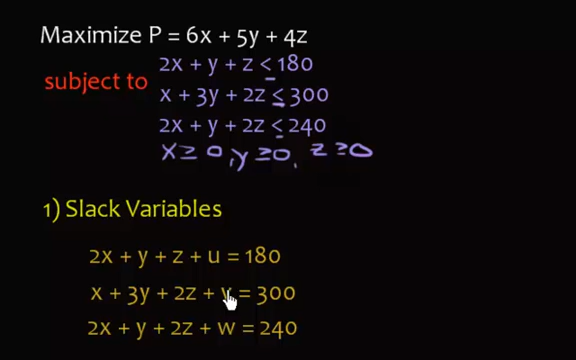 Maximize P = 6x + 5y + 4z
subject to
2x + y + z ≤ 180
x + 3y + 2z ≤ 300
2x + y + 2z ≤ 240
x ≥ 0, y ≥ 0, z ≥ 0
1) Slack Variables
2x + y + z + u = 180
x + 3y + 2z + v = 300
2x + y + 2z + w = 240